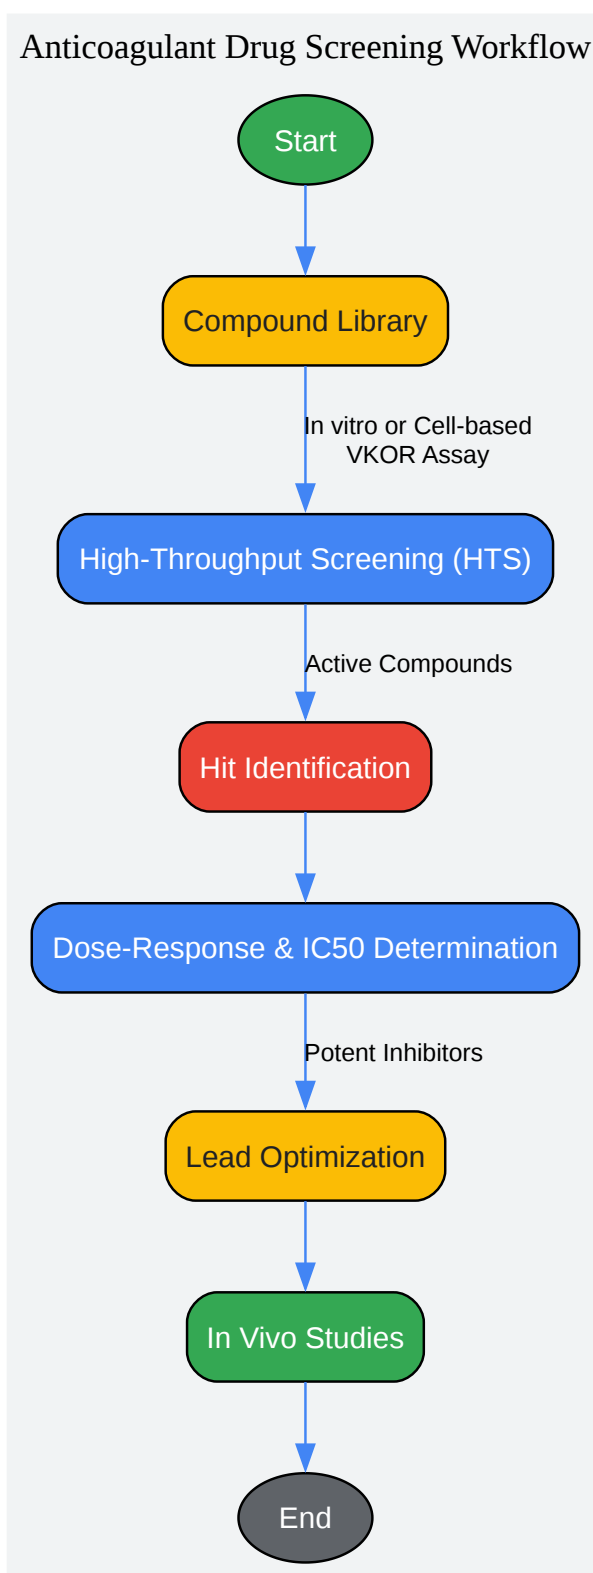 Anticoagulant Drug Screening Workflow
Start
Compound Library
In vitro or Cell-based
VKOR Assay
High-Throughput Screening (HTS)
Active Compounds
Hit Identification
Dose-Response & IC50 Determination
Potent Inhibitors
Lead Optimization
In Vivo Studies
End